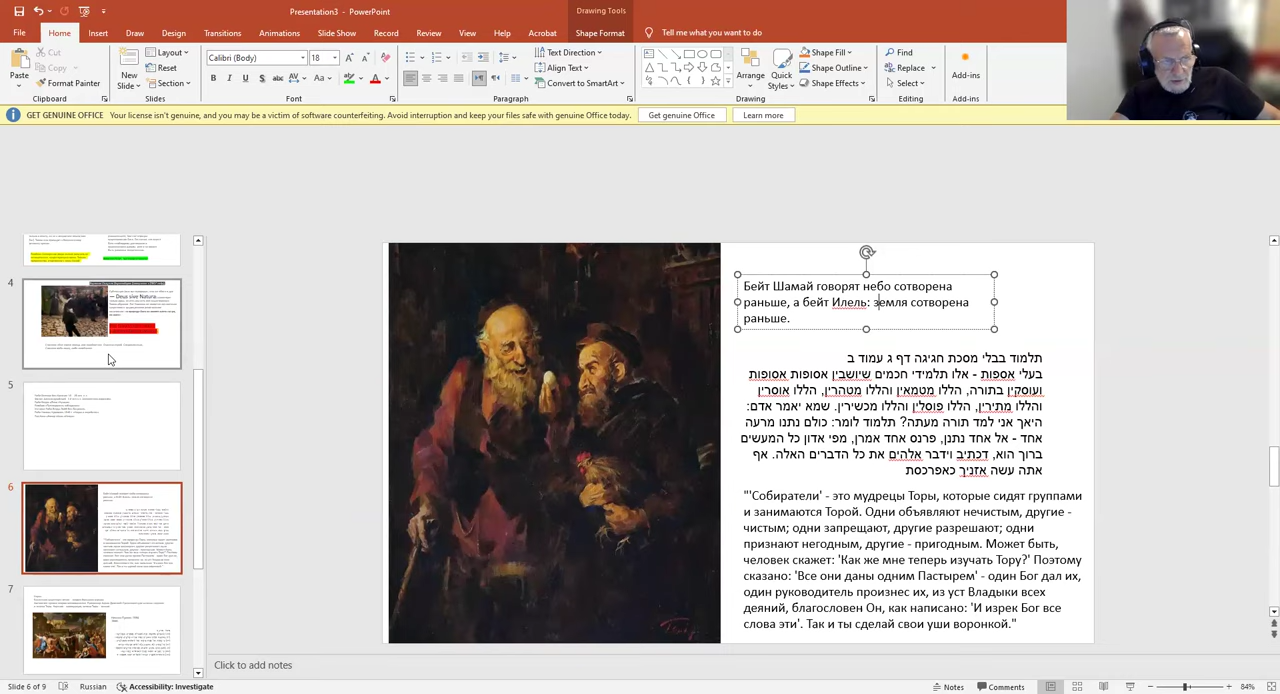 Presentation3 - PowerPoint
Drawing Tools
File Home Insert Draw Design Transitions Animations Slide Show Record Review View Help Acrobat Shape Format Tell me what you want to do
Paste
Cut
Copy
Format Painter
Clipboard
New Slide
Layout
Reset
Section
Slides
Calibri (Body) 18
Font
Paragraph
Text Direction
Align Text
Convert to SmartArt
Arrange
Quick Styles
Shape Fill
Shape Outline
Shape Effects
Drawing
Find
Replace
Select
Editing
Add-ins
Add-ins
GET GENUINE OFFICE Your license isn't genuine, and you may be a victim of software counterfeiting. Avoid interruption and keep your files safe with genuine Office today. Get genuine Office Learn more
4
Deus sive Natura
5
6
7
Бейт Шамай говорит: небо сотворена
раньше, а бейтГилель: земля сотворена
раньше.
תלמוד בבלי מסכת חגיגה דף ג עמוד ב
בעלי אספות - אלו תלמידי חכמים שיושבין אסופות אסופות
ועוסקין בתורה, הללו מטמאין והללו מטהרין, הללו אוסרין
והללו מתירין, הללו פוסלין והללו מכשירין. שמא יאמר אדם:
היאך אני למד תורה מעתה? תלמוד לומר: כולם נתנו מרעה
אחד - אל אחד נתנן, פרנס אחד אמרן, מפי אדון כל המעשים
ברוך הוא, דכתיב וידבר אלהים את כל הדברים האלה. אף
אתה עשה אזניך כאפרכסת
"'Собиратели' - это мудрецы Торы, которые сидят группами
и занимаются Торой. Одни объявляют нечистым, другие -
чистым; одни запрещают, другие разрешают; одни
признают негодным, другие - пригодным. Может быть,
человек скажет: 'Как же мне теперь изучать Тору?' Поэтому
сказано: 'Все они даны одним Пастырем' - один Бог дал их,
один руководитель произнес их из уст Владыки всех
деяний, благословен Он, как написано: 'И изрек Бог все
слова эти'. Так и ты сделай свои уши воронкой."
Click to add notes
Slide 6 of 9 Russian Accessibility: Investigate Notes Comments 84%